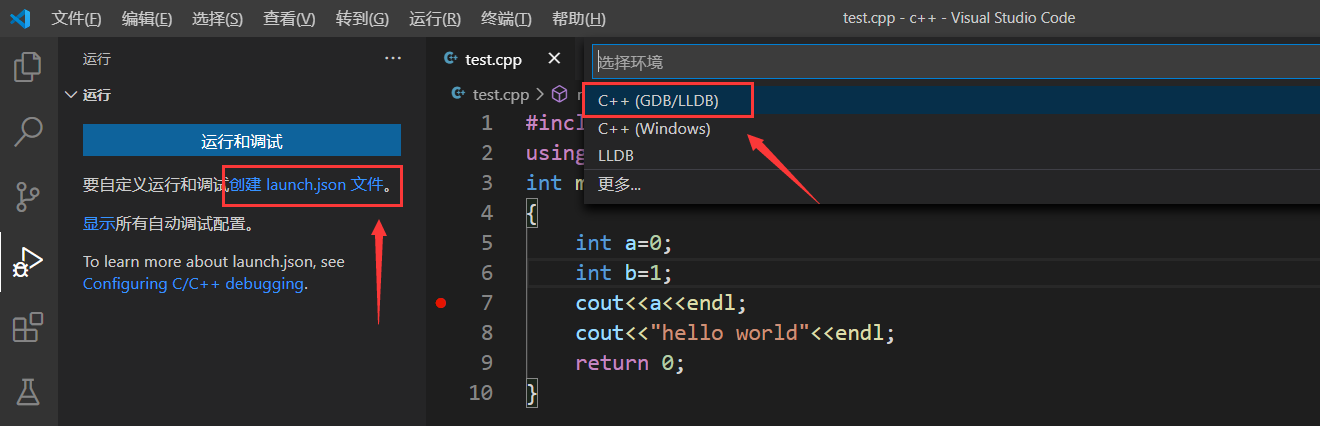 文件(F) 编辑(E) 选择(S) 查看(V) 转到(G) 运行(R) 终端(T) 帮助(H) test.cpp - c++ - Visual Studio Code
运行 ···
运行
运行和调试
要自定义运行和调试创建 launch.json 文件。
显示所有自动调试配置。
To learn more about launch.json, see
Configuring C/C++ debugging.
test.cpp
test.cpp
选择环境
C++ (GDB/LLDB)
C++ (Windows)
LLDB
更多...
1 #incl
2 using
3 int m
4 {
5 int a=0;
6 int b=1;
7 cout<<a<<endl;
8 cout<<"hello world"<<endl;
9 return 0;
10 }